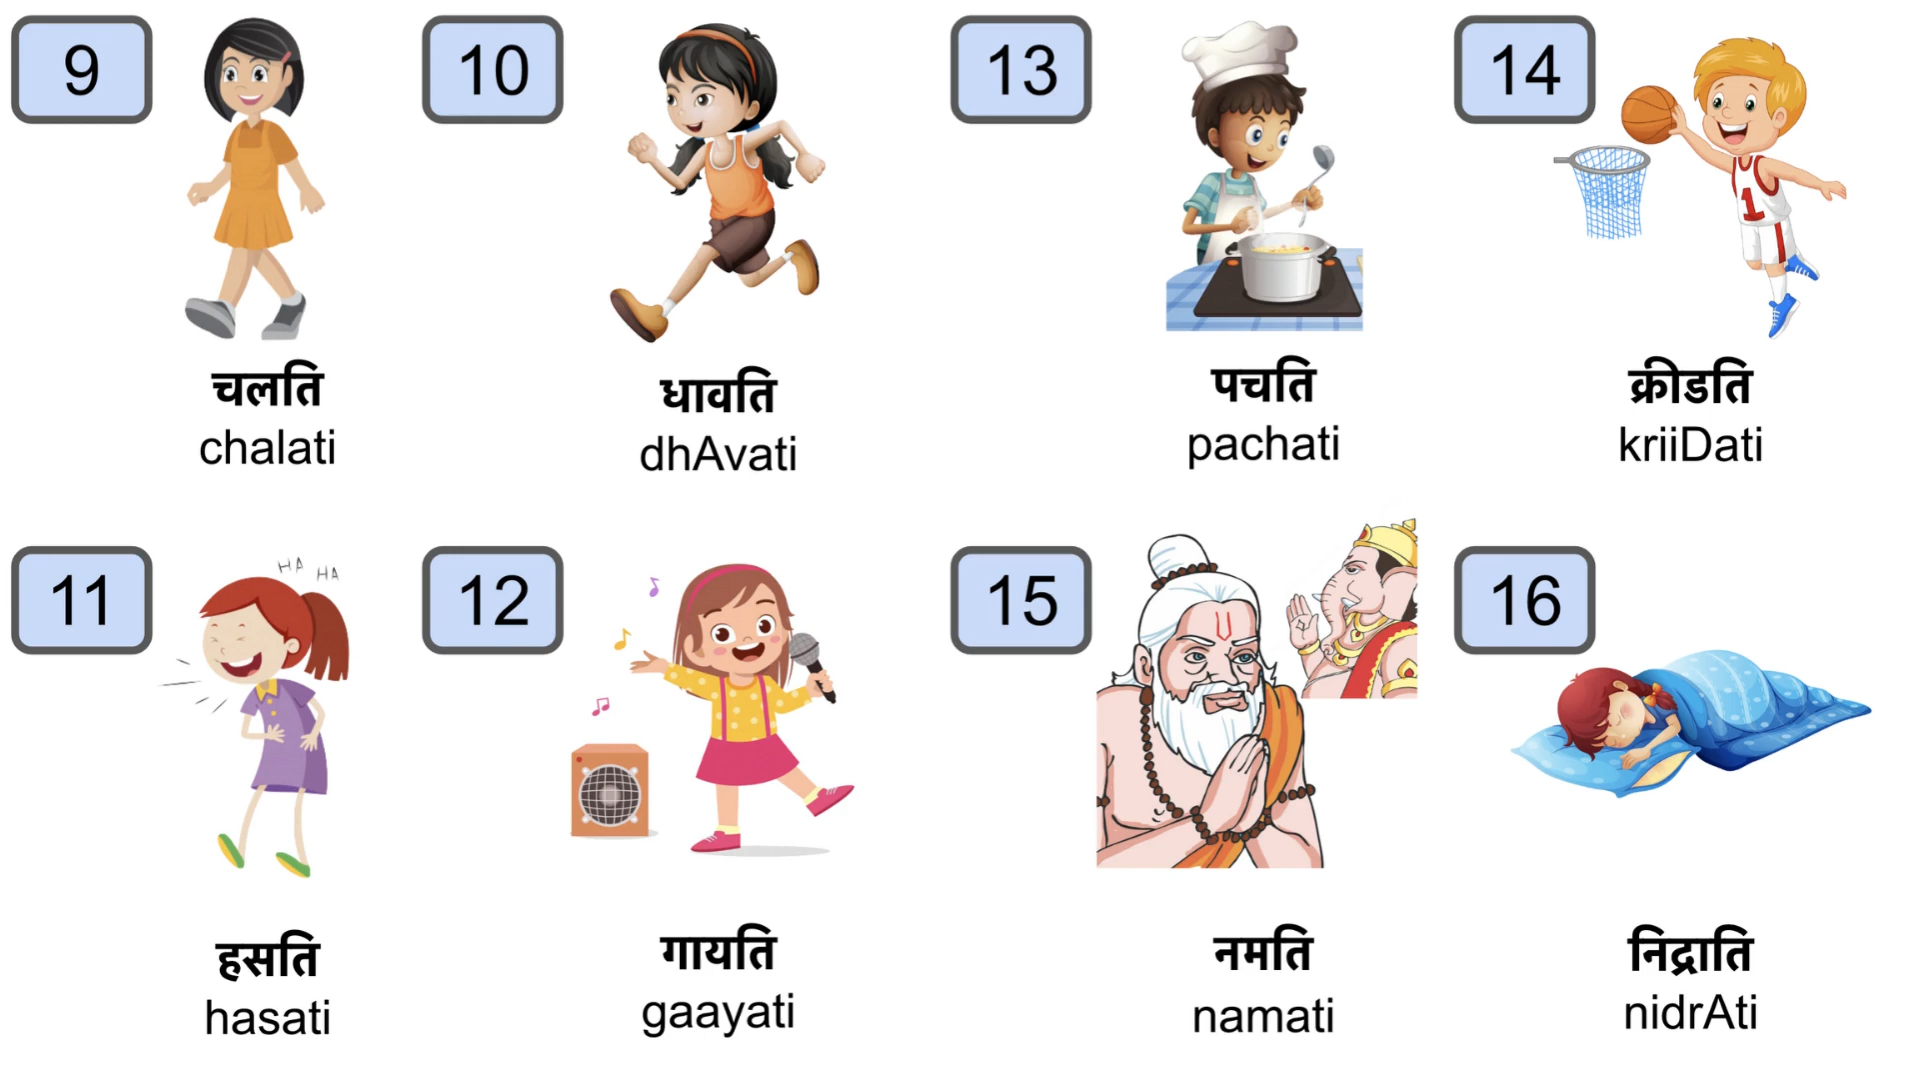 9
चलति
chalati
10
धावति
dhAvati
HA HA
11
हसति
hasati
12
गायति
gaayati
13
पचति
pachati
14
1
क्रीडति
kriiDati
15
नमति
namati
16
निद्राति
nidrAti